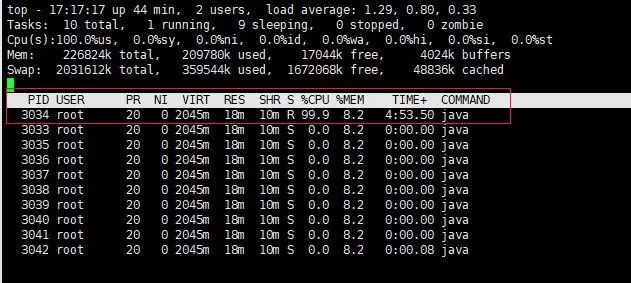 top - 17:17:17 up 44 min,  2 users,  load average: 1.29, 0.80, 0.33
Tasks:  10 total,   1 running,   9 sleeping,   0 stopped,   0 zombie
Cpu(s):100.0%us,  0.0%sy,  0.0%ni,  0.0%id,  0.0%wa,  0.0%hi,  0.0%si,  0.0%st
Mem:    226824k total,   209780k used,    17044k free,     4024k buffers
Swap:  2031612k total,   359544k used,  1672068k free,    48836k cached
PID USER      PR  NI  VIRT  RES  SHR S %CPU %MEM    TIME+  COMMAND
3034 root      20   0 2045m  18m  10m R 99.9  8.2   4:53.50 java
3033 root      20   0 2045m  18m  10m S  0.0  8.2   0:00.00 java
3035 root      20   0 2045m  18m  10m S  0.0  8.2   0:00.00 java
3036 root      20   0 2045m  18m  10m S  0.0  8.2   0:00.00 java
3037 root      20   0 2045m  18m  10m S  0.0  8.2   0:00.00 java
3038 root      20   0 2045m  18m  10m S  0.0  8.2   0:00.00 java
3039 root      20   0 2045m  18m  10m S  0.0  8.2   0:00.00 java
3040 root      20   0 2045m  18m  10m S  0.0  8.2   0:00.00 java
3041 root      20   0 2045m  18m  10m S  0.0  8.2   0:00.00 java
3042 root      20   0 2045m  18m  10m S  0.0  8.2   0:00.08 java